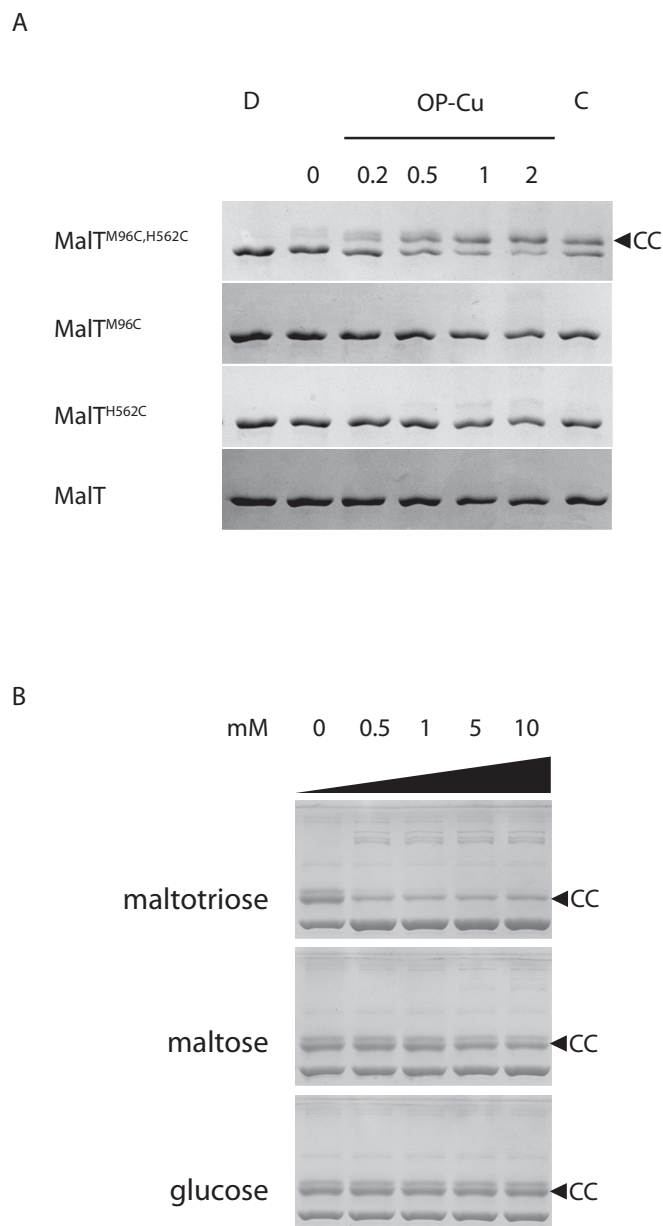 A
D OP-Cu C
0 0.2 0.5 1 2
MalT^M96C,H562C
CC
MalT^M96C
MalT^H562C
MalT
B
mM 0 0.5 1 5 10
maltotriose CC
maltose CC
glucose CC